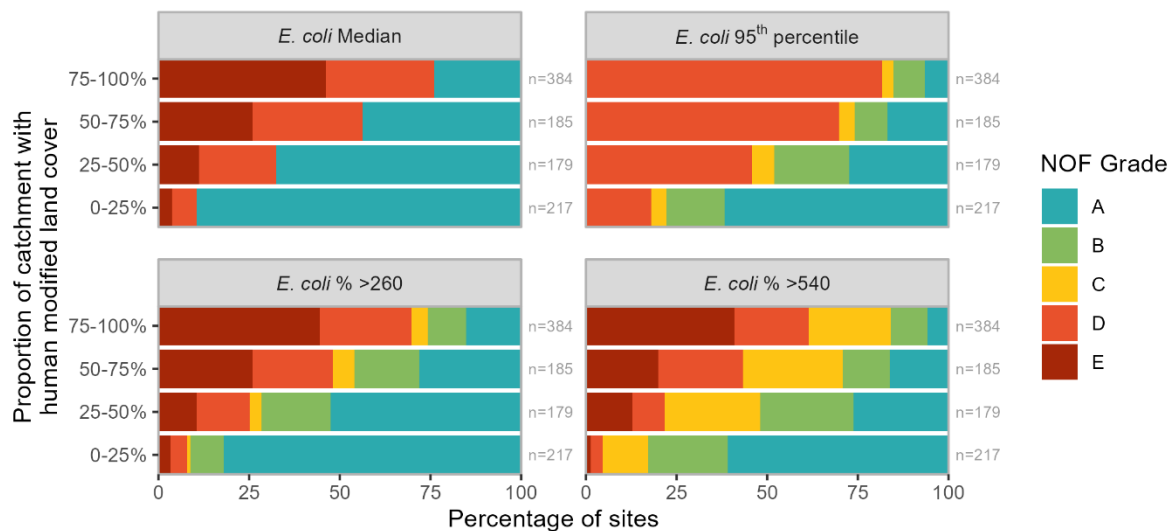 E. coli Median
E. coli 95th percentile
Proportion of catchment with
human modified land cover
75-100%
50-75%
25-50%
0-25%
n=384
n=185
n=179
n=217
n=384
n=185
n=179
n=217
E. coli % >260
E. coli % >540
75-100%
50-75%
25-50%
0-25%
n=384
n=185
n=179
n=217
n=384
n=185
n=179
n=217
0 25 50 75 100
0 25 50 75 100
Percentage of sites
NOF Grade
A
B
C
D
E